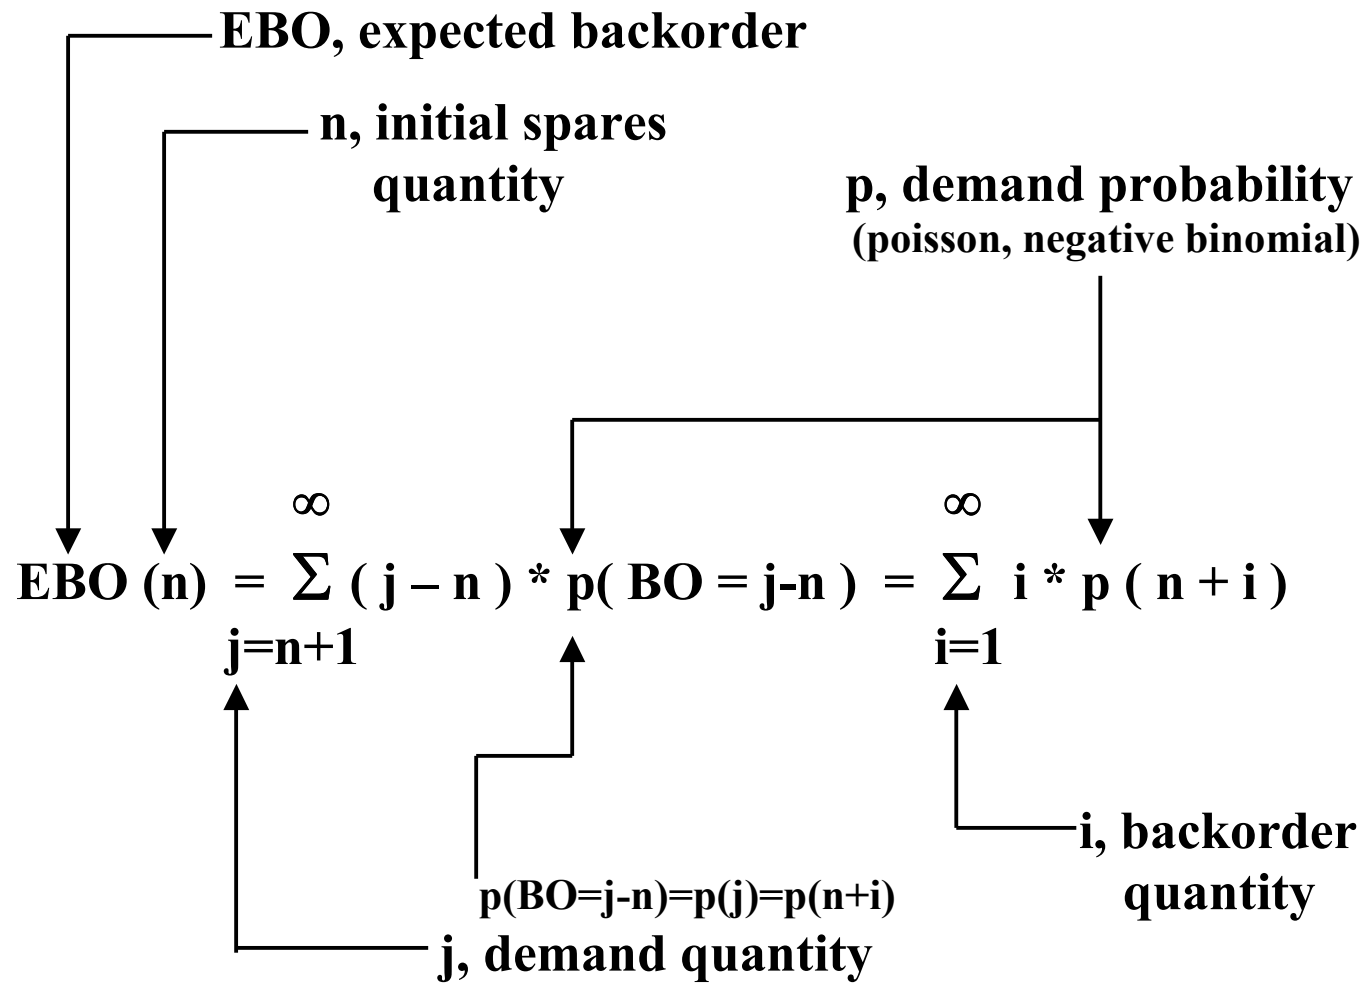 EBO, expected backorder
n, initial spares
quantity
p, demand probability
(poisson, negative binomial)
∞ ∞
EBO (n) = Σ ( j – n ) * p( BO = j-n ) = Σ i * p ( n + i )
j=n+1 i=1
i, backorder
quantity
p(BO=j-n)=p(j)=p(n+i)
j, demand quantity